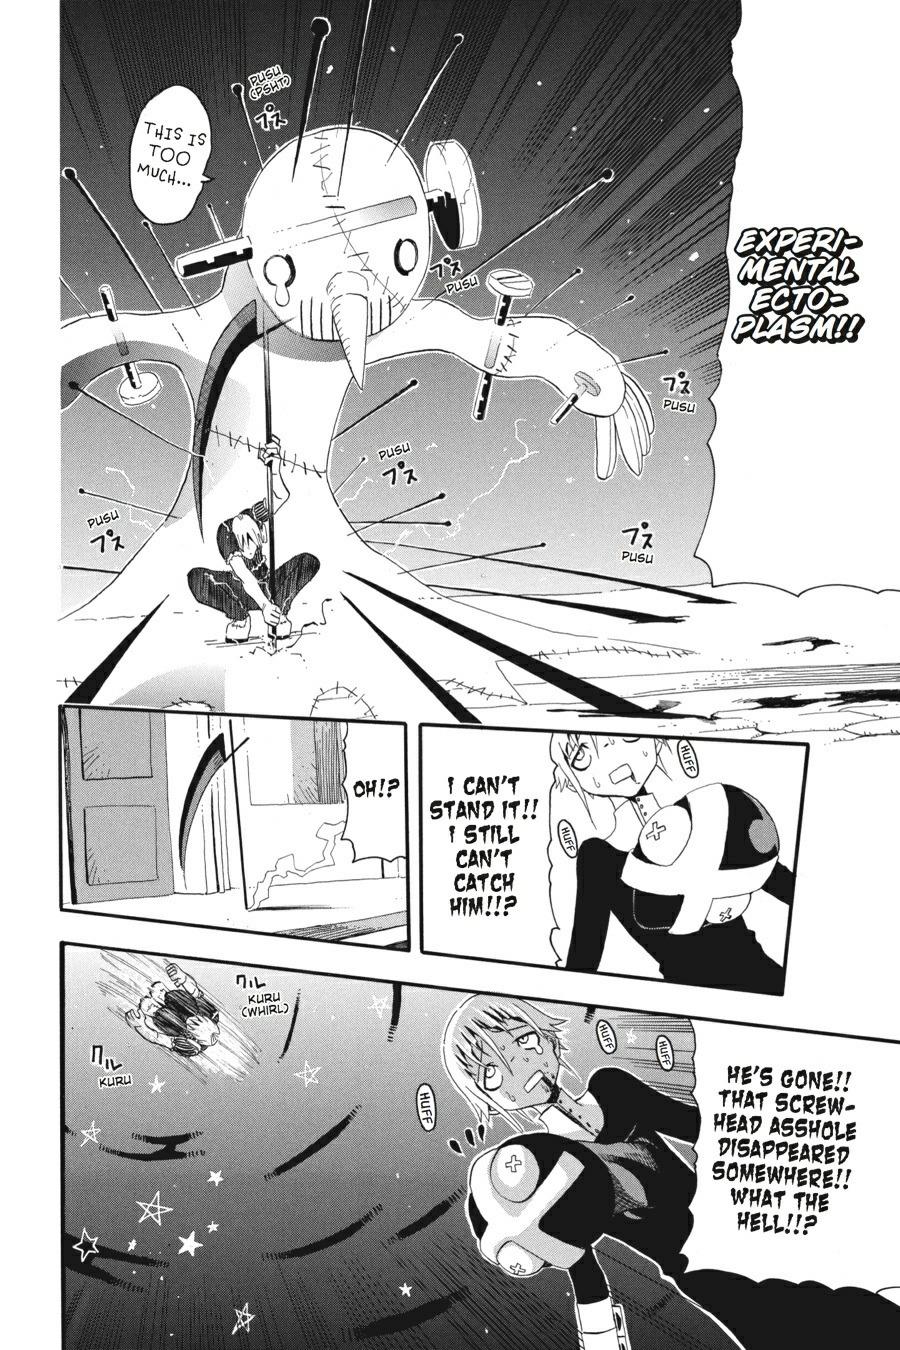 EXPERI-
MENTAL
ECTO-
PLASM!!
PUSU
(PSHT)
プス
THIS IS
TOO
MUCH...
プス
PUSU
プス
PUSU
PUSU
プス
PUSU
プス
プス
PUSU
HUFF
HUFF
I CAN'T
STAND IT!!
I STILL
CAN'T
CATCH
HIM!!?
OH!?
HUFF
HUFF
HUFF
HE'S GONE!!
THAT SCREW-
HEAD ASSHOLE
DISAPPEARED
SOMEWHERE!!
WHAT THE
HELL!!?
クル
KURU
(WHIRL)
クル
KURU